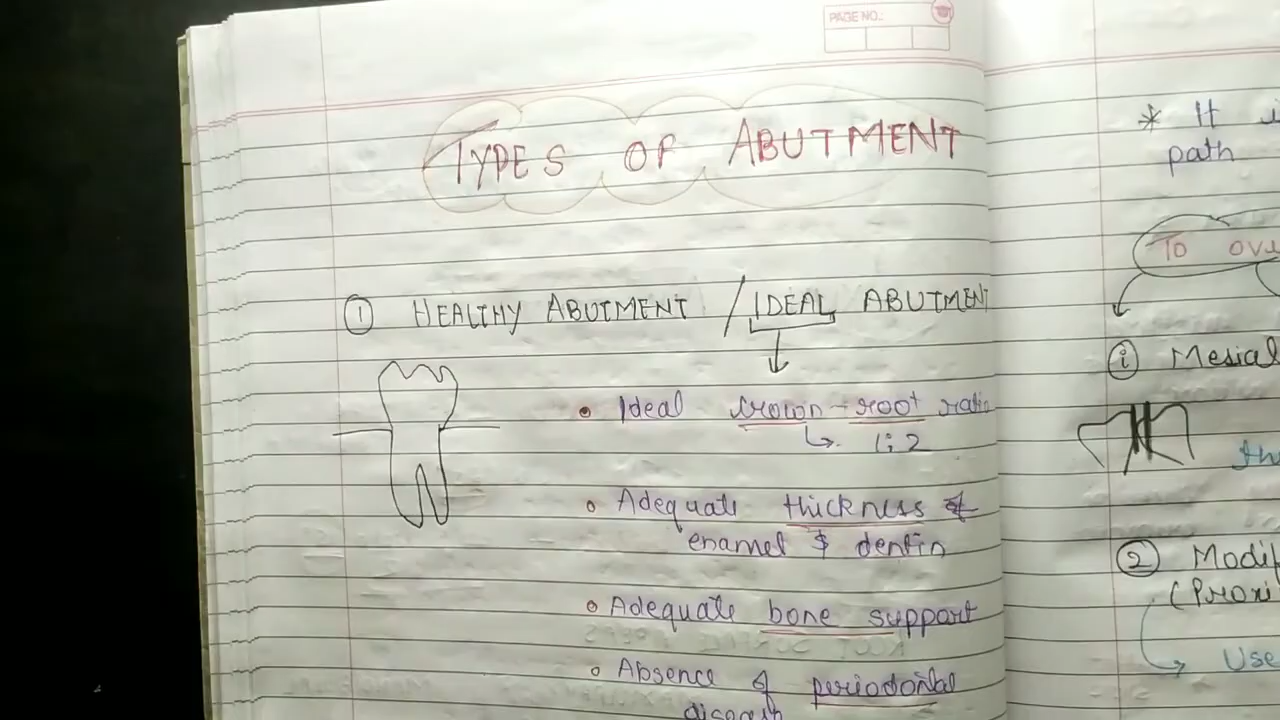 PAGE NO.:
TYPES OF ABUTMENT
① HEALTHY ABUTMENT / IDEAL ABUTMENT
• Ideal crown-root ratio
↳ 1:2
• Adequate thickness of
enamel & dentin
• Adequate bone support
• Absence of periodontal
* It
path
To
ⓘ Mesial
② Modif
(Proxi
Use